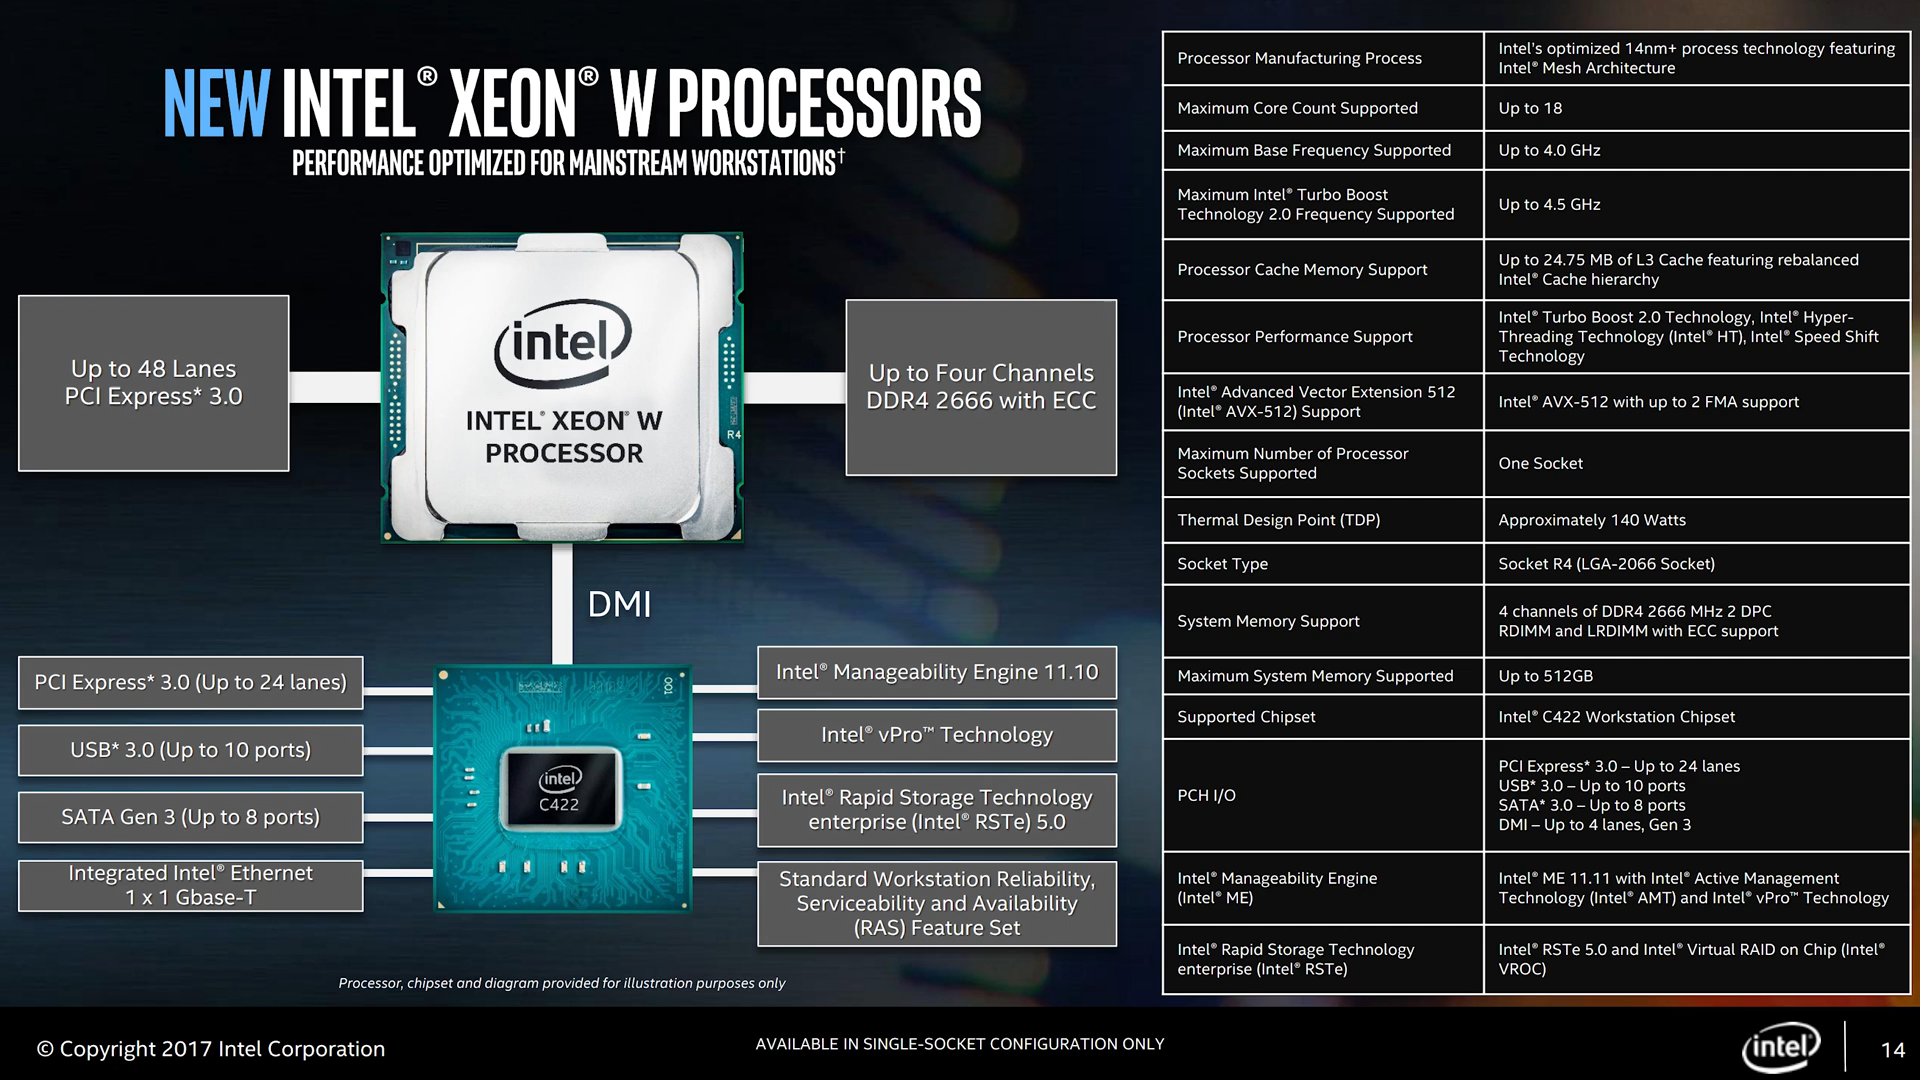 NEW INTEL® XEON® W PROCESSORS
PERFORMANCE OPTIMIZED FOR MAINSTREAM WORKSTATIONS†
Up to 48 Lanes
PCI Express* 3.0
intel
INTEL® XEON® W
PROCESSOR
R4
Up to Four Channels
DDR4 2666 with ECC
DMI
PCI Express* 3.0 (Up to 24 lanes)
USB* 3.0 (Up to 10 ports)
SATA Gen 3 (Up to 8 ports)
Integrated Intel® Ethernet
1 x 1 Gbase-T
001
intel
C422
Intel® Manageability Engine 11.10
Intel® vPro™ Technology
Intel® Rapid Storage Technology
enterprise (Intel® RSTe) 5.0
Standard Workstation Reliability,
Serviceability and Availability
(RAS) Feature Set
Processor, chipset and diagram provided for illustration purposes only
Processor Manufacturing Process
Intel's optimized 14nm+ process technology featuring
Intel® Mesh Architecture
Maximum Core Count Supported
Up to 18
Maximum Base Frequency Supported
Up to 4.0 GHz
Maximum Intel® Turbo Boost
Technology 2.0 Frequency Supported
Up to 4.5 GHz
Processor Cache Memory Support
Up to 24.75 MB of L3 Cache featuring rebalanced
Intel® Cache hierarchy
Processor Performance Support
Intel® Turbo Boost 2.0 Technology, Intel® Hyper-
Threading Technology (Intel® HT), Intel® Speed Shift
Technology
Intel® Advanced Vector Extension 512
(Intel® AVX-512) Support
Intel® AVX-512 with up to 2 FMA support
Maximum Number of Processor
Sockets Supported
One Socket
Thermal Design Point (TDP)
Approximately 140 Watts
Socket Type
Socket R4 (LGA-2066 Socket)
System Memory Support
4 channels of DDR4 2666 MHz 2 DPC
RDIMM and LRDIMM with ECC support
Maximum System Memory Supported
Up to 512GB
Supported Chipset
Intel® C422 Workstation Chipset
PCH I/O
PCI Express* 3.0 – Up to 24 lanes
USB* 3.0 – Up to 10 ports
SATA* 3.0 – Up to 8 ports
DMI – Up to 4 lanes, Gen 3
Intel® Manageability Engine
(Intel® ME)
Intel® ME 11.11 with Intel® Active Management
Technology (Intel® AMT) and Intel® vPro™ Technology
Intel® Rapid Storage Technology
enterprise (Intel® RSTe)
Intel® RSTe 5.0 and Intel® Virtual RAID on Chip (Intel®
VROC)
© Copyright 2017 Intel Corporation
AVAILABLE IN SINGLE-SOCKET CONFIGURATION ONLY
intel
14